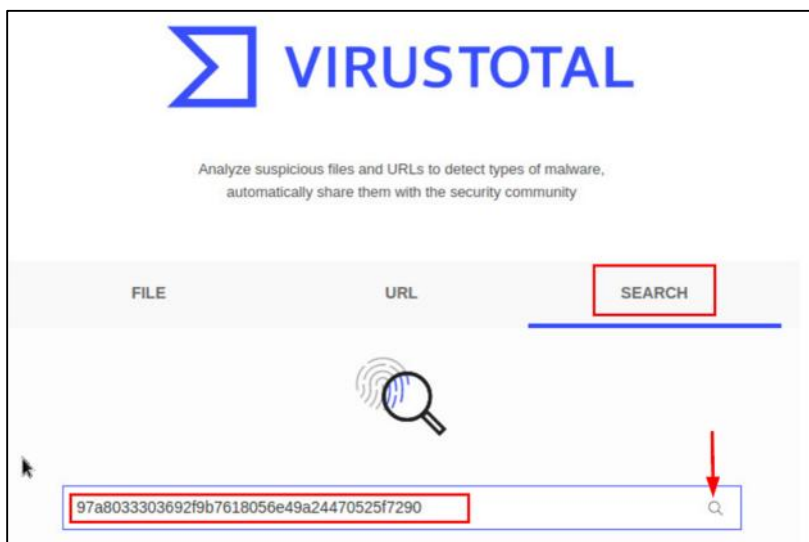 VIRUSTOTAL
Analyze suspicious files and URLs to detect types of malware,
automatically share them with the security community
FILE URL SEARCH
97a8033303692f9b7618056e49a24470525f7290